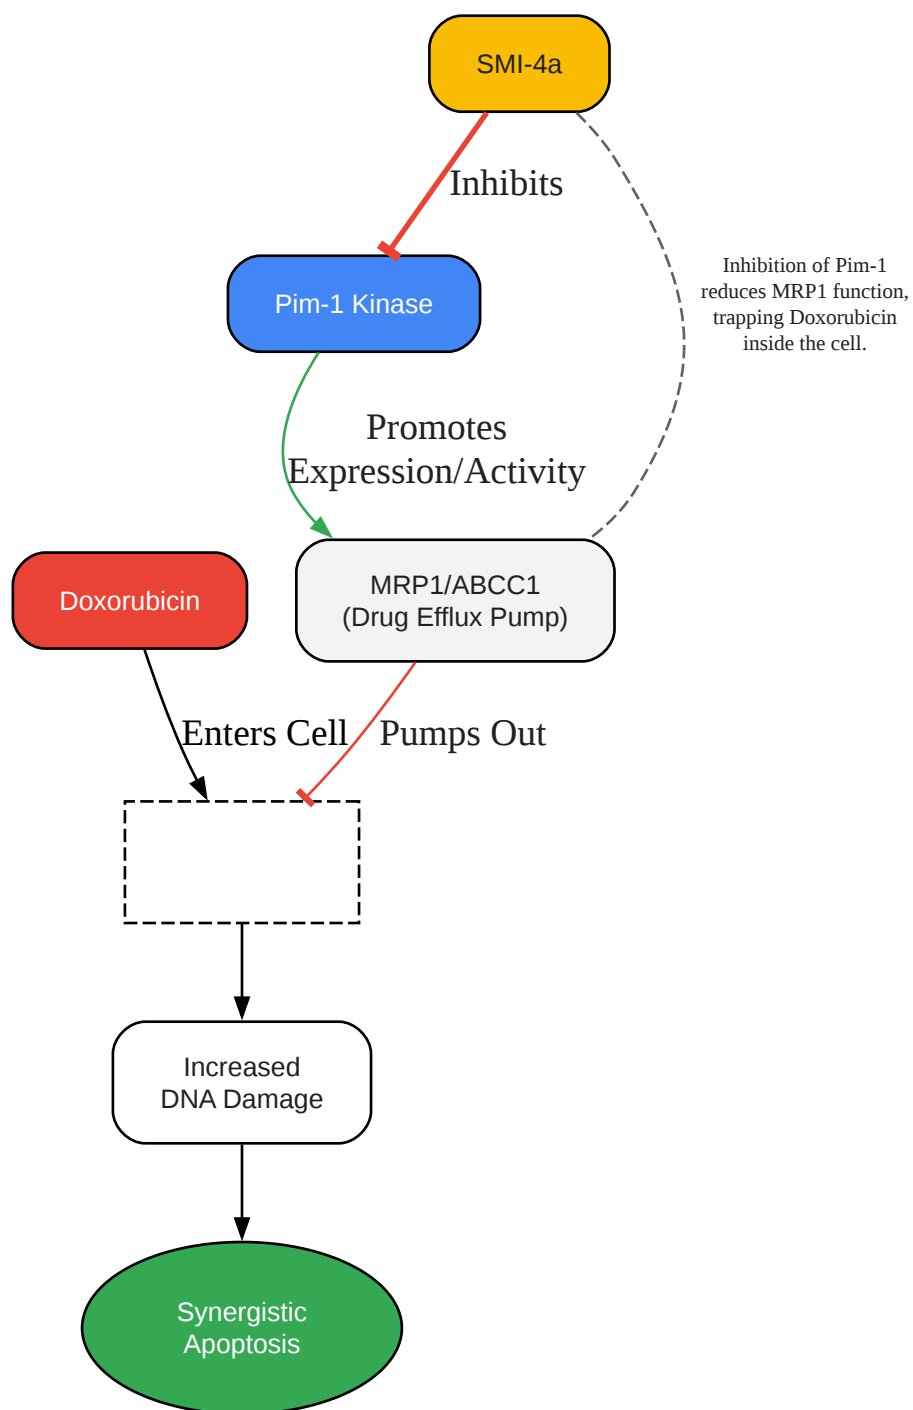 SMI-4a
Inhibits
Inhibition of Pim-1
reduces MRP1 function,
trapping Doxorubicin
inside the cell.
Pim-1 Kinase
Promotes
Expression/Activity
MRP1/ABCC1
(Drug Efflux Pump)
Doxorubicin
Enters Cell
Pumps Out
Increased
DNA Damage
Synergistic
Apoptosis